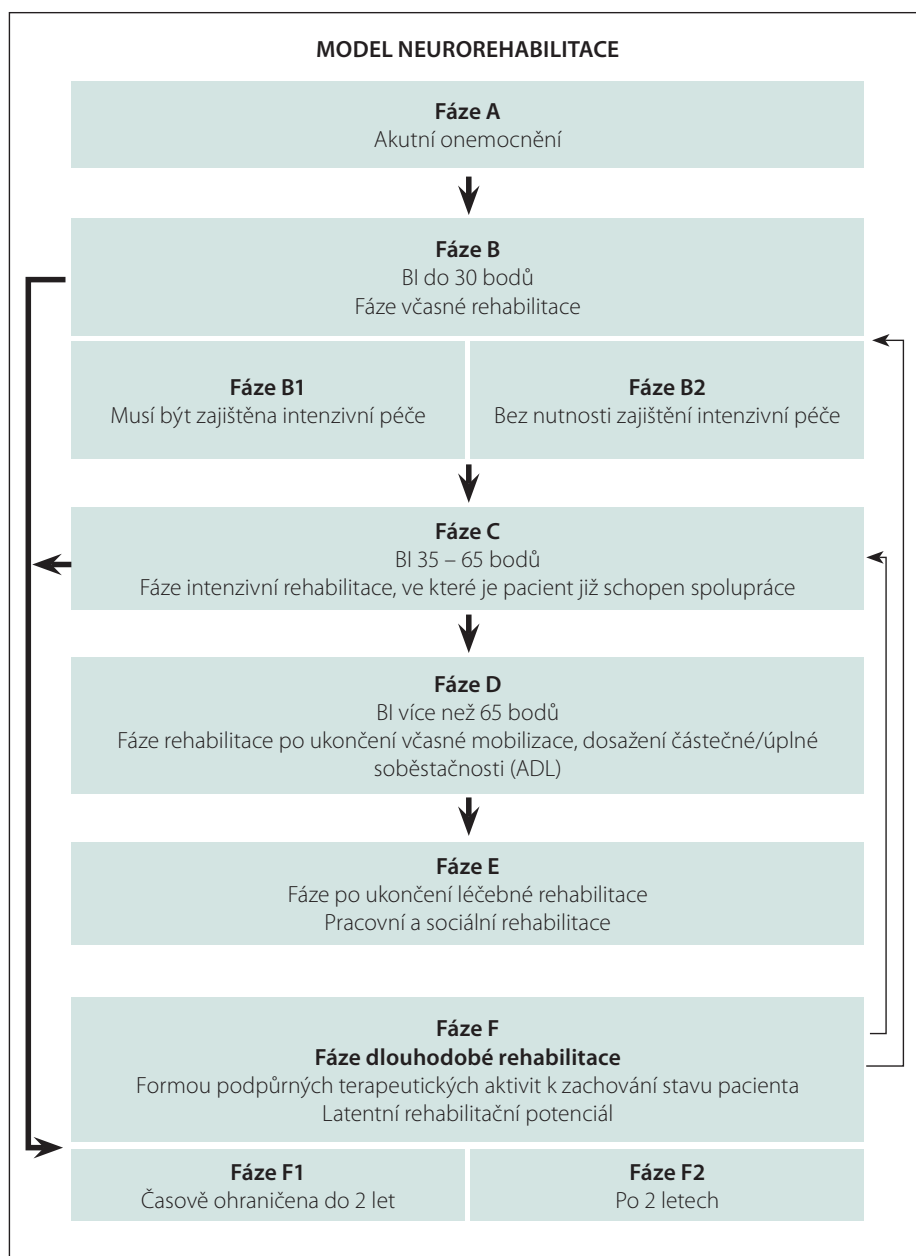 MODEL NEUROREHABILITACE
Fáze A
Akutní onemocnění
Fáze B
BI do 30 bodů
Fáze včasné rehabilitace
Fáze B1
Musí být zajištěna intenzivní péče
Fáze B2
Bez nutnosti zajištění intenzivní péče
Fáze C
BI 35 – 65 bodů
Fáze intenzivní rehabilitace, ve které je pacient již schopen spolupráce
Fáze D
BI více než 65 bodů
Fáze rehabilitace po ukončení včasné mobilizace, dosažení částečné/úplné
soběstačnosti (ADL)
Fáze E
Fáze po ukončení léčebné rehabilitace
Pracovní a sociální rehabilitace
Fáze F
Fáze dlouhodobé rehabilitace
Formou podpůrných terapeutických aktivit k zachování stavu pacienta
Latentní rehabilitační potenciál
Fáze F1
Časově ohraničena do 2 let
Fáze F2
Po 2 letech